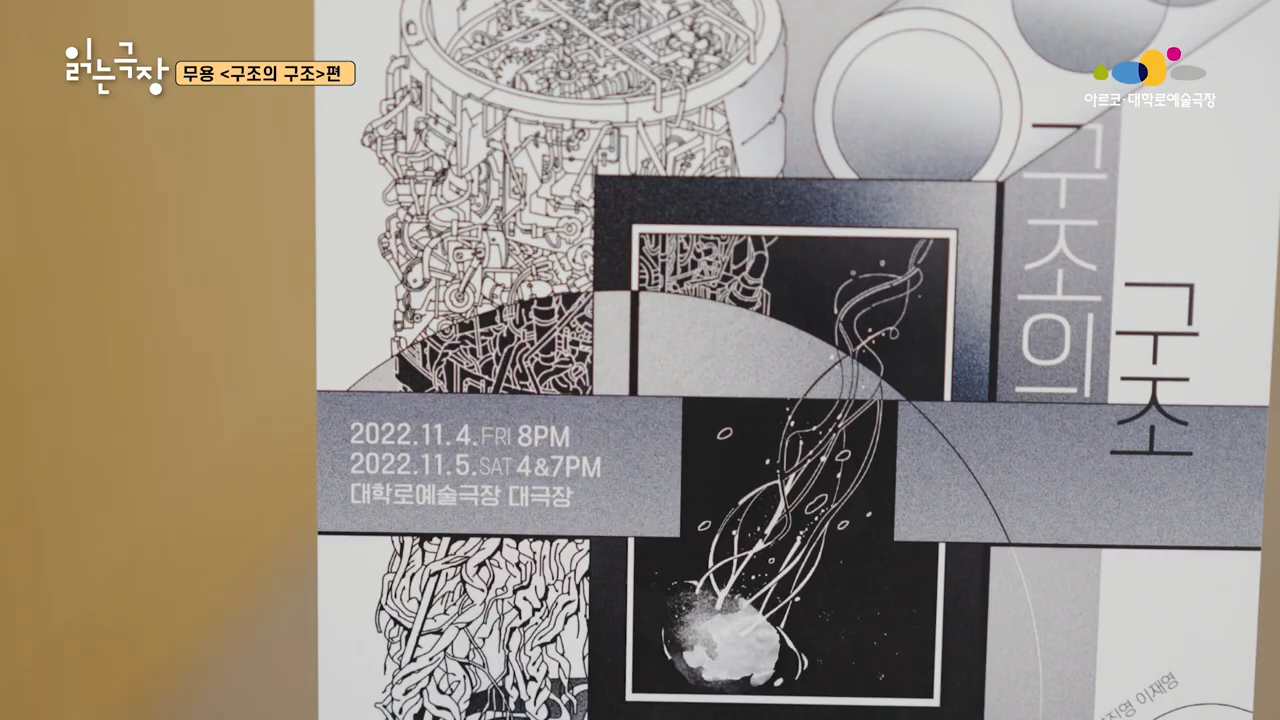 읽는극장
무용 <구조의 구조>편
아르코·대학로예술극장
구조의
구조
2022.11.4.FRI 8PM
2022.11.5.SAT 4&7PM
대학로예술극장 대극장
이재영